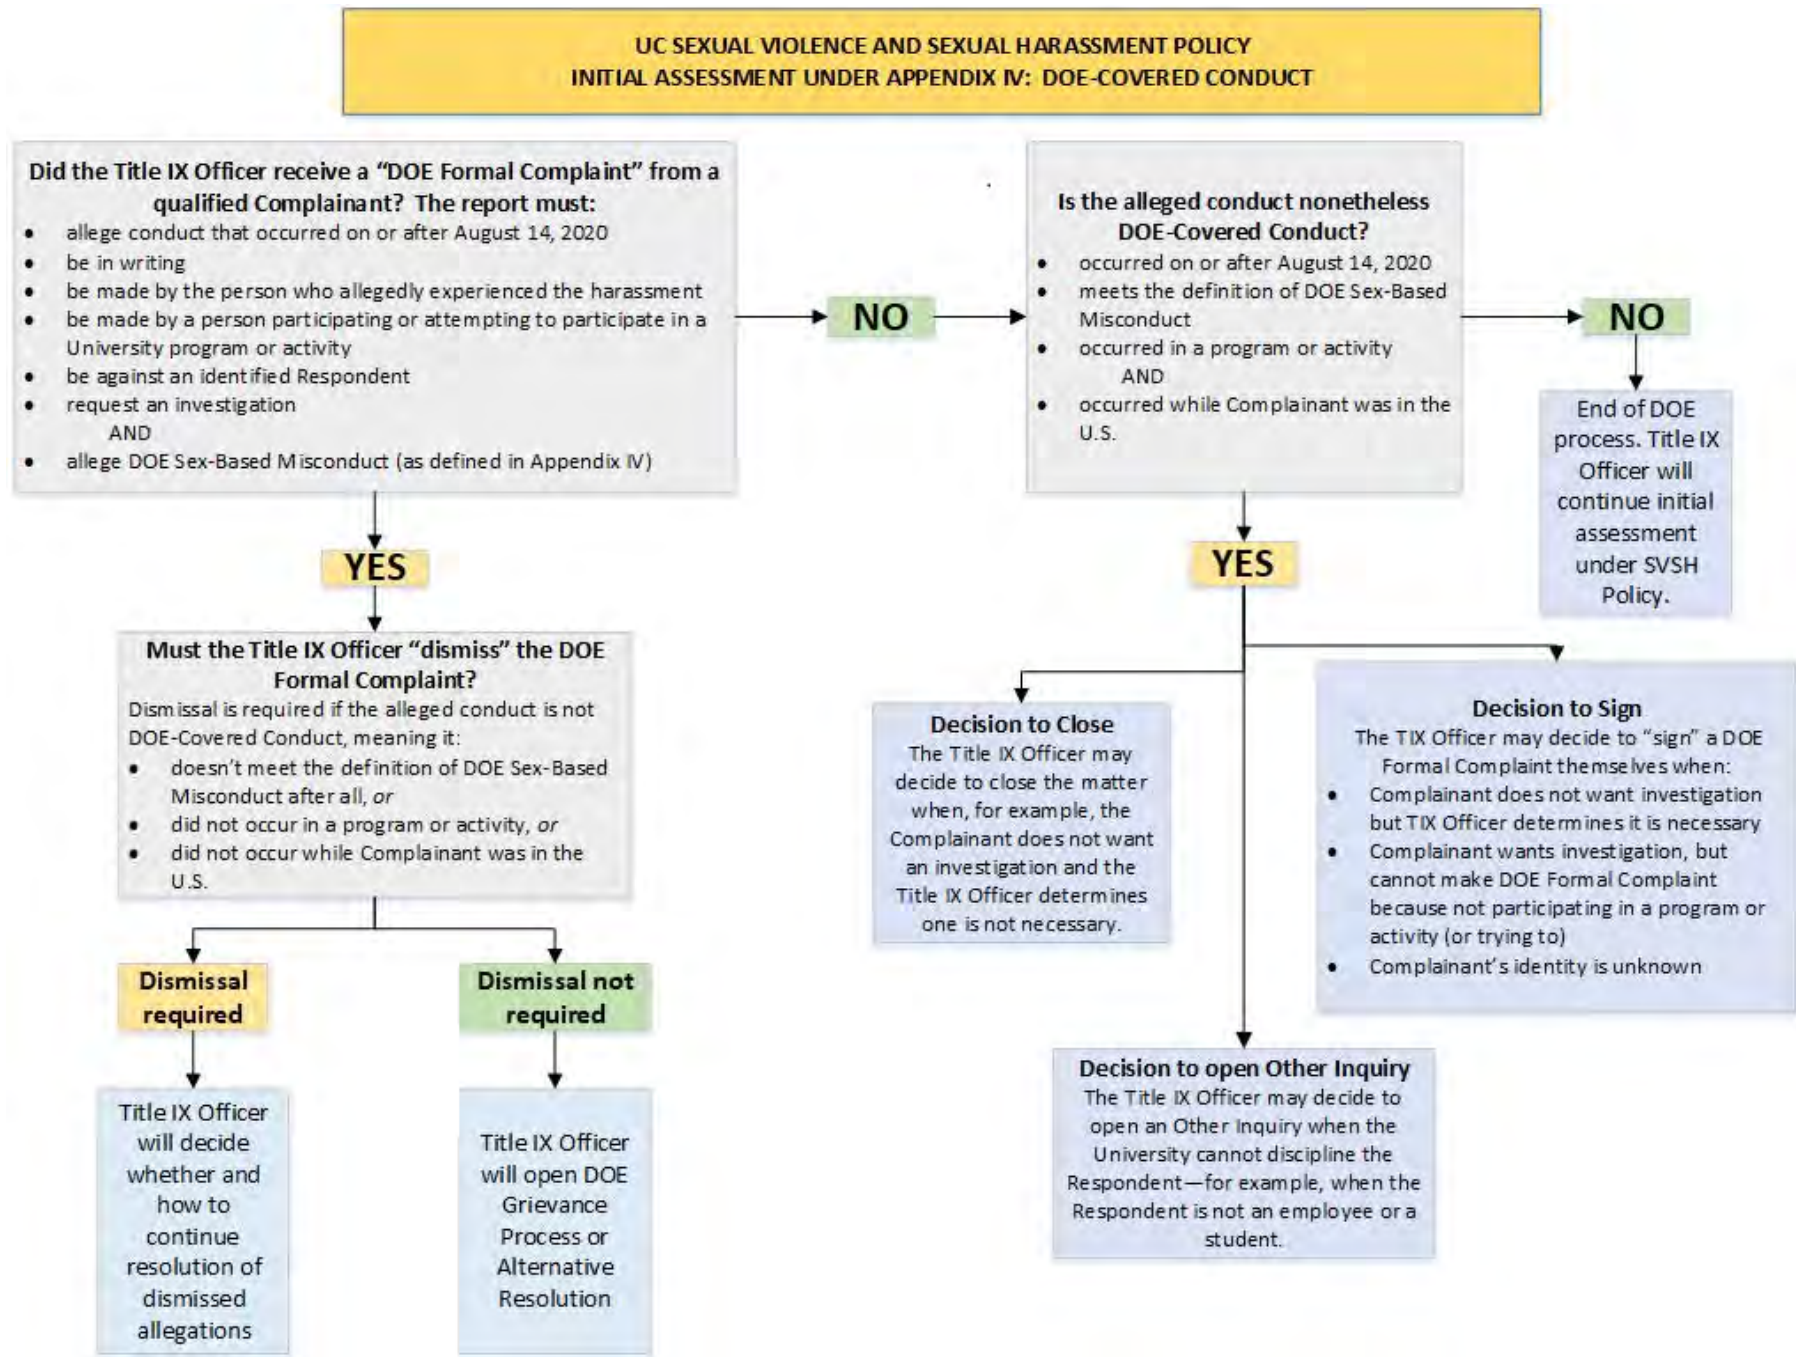 UC SEXUAL VIOLENCE AND SEXUAL HARASSMENT POLICY
INITIAL ASSESSMENT UNDER APPENDIX IV: DOE-COVERED CONDUCT
Did the Title IX Officer receive a “DOE Formal Complaint” from a
qualified Complainant? The report must:
• allege conduct that occurred on or after August 14, 2020
• be in writing
• be made by the person who allegedly experienced the harassment
• be made by a person participating or attempting to participate in a
University program or activity
• be against an identified Respondent
• request an investigation
AND
• allege DOE Sex-Based Misconduct (as defined in Appendix IV)
NO
Is the alleged conduct nonetheless
DOE-Covered Conduct?
• occurred on or after August 14, 2020
• meets the definition of DOE Sex-Based
Misconduct
• occurred in a program or activity
AND
• occurred while Complainant was in the
U.S.
NO
End of DOE
process. Title IX
Officer will
continue initial
assessment
under SVSH
Policy.
YES
Must the Title IX Officer “dismiss” the DOE
Formal Complaint?
Dismissal is required if the alleged conduct is not
DOE-Covered Conduct, meaning it:
• doesn’t meet the definition of DOE Sex-Based
Misconduct after all, or
• did not occur in a program or activity, or
• did not occur while Complainant was in the
U.S.
Dismissal
required
Title IX Officer
will decide
whether and
how to
continue
resolution of
dismissed
allegations
Dismissal not
required
Title IX Officer
will open DOE
Grievance
Process or
Alternative
Resolution
YES
Decision to Close
The Title IX Officer may
decide to close the matter
when, for example, the
Complainant does not want
an investigation and the
Title IX Officer determines
one is not necessary.
Decision to Sign
The TIX Officer may decide to “sign” a DOE
Formal Complaint themselves when:
• Complainant does not want investigation
but TIX Officer determines it is necessary
• Complainant wants investigation, but
cannot make DOE Formal Complaint
because not participating in a program or
activity (or trying to)
• Complainant’s identity is unknown
Decision to open Other Inquiry
The Title IX Officer may decide to
open an Other Inquiry when the
University cannot discipline the
Respondent—for example, when the
Respondent is not an employee or a
student.